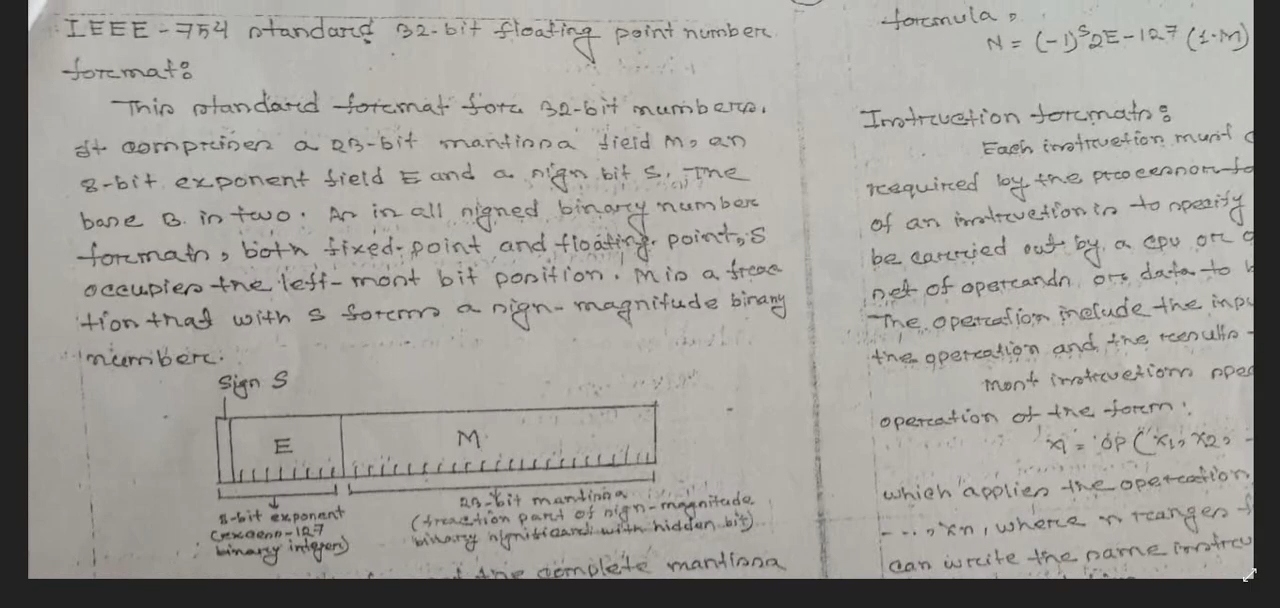 IEEE-754 standard 32-bit floating point number
format:
This standard format for 32-bit numbers.
It comprises a 23-bit mantissa field M, an
8-bit exponent field E and a sign bit S. The
base B. is two. As in all signed binary number
formats, both fixed-point and floating-point, S
occupies the left-most bit position. M is a frac
tion that with S forms a sign-magnitude binary
number.
Sign S
E
M
8-bit exponent
(excess-127
binary integer)
23-bit mantissa
(fraction part of sign-magnitude
binary significand with hidden bit)
the complete mantissa
formula,
N = (-1)^S 2E-127 (1.M)
Instruction formats:
Each instruction must
required by the processor fo
of an instruction is to specify
be carried out by a cpu or o
set of operands, or data to b
The operation include the inpu
the operation and the results
Most instructions spec
operation of the form:
X1 = OP (X1, X2,
which applies the operation
..., Xn, where n ranges f
can write the same instruc